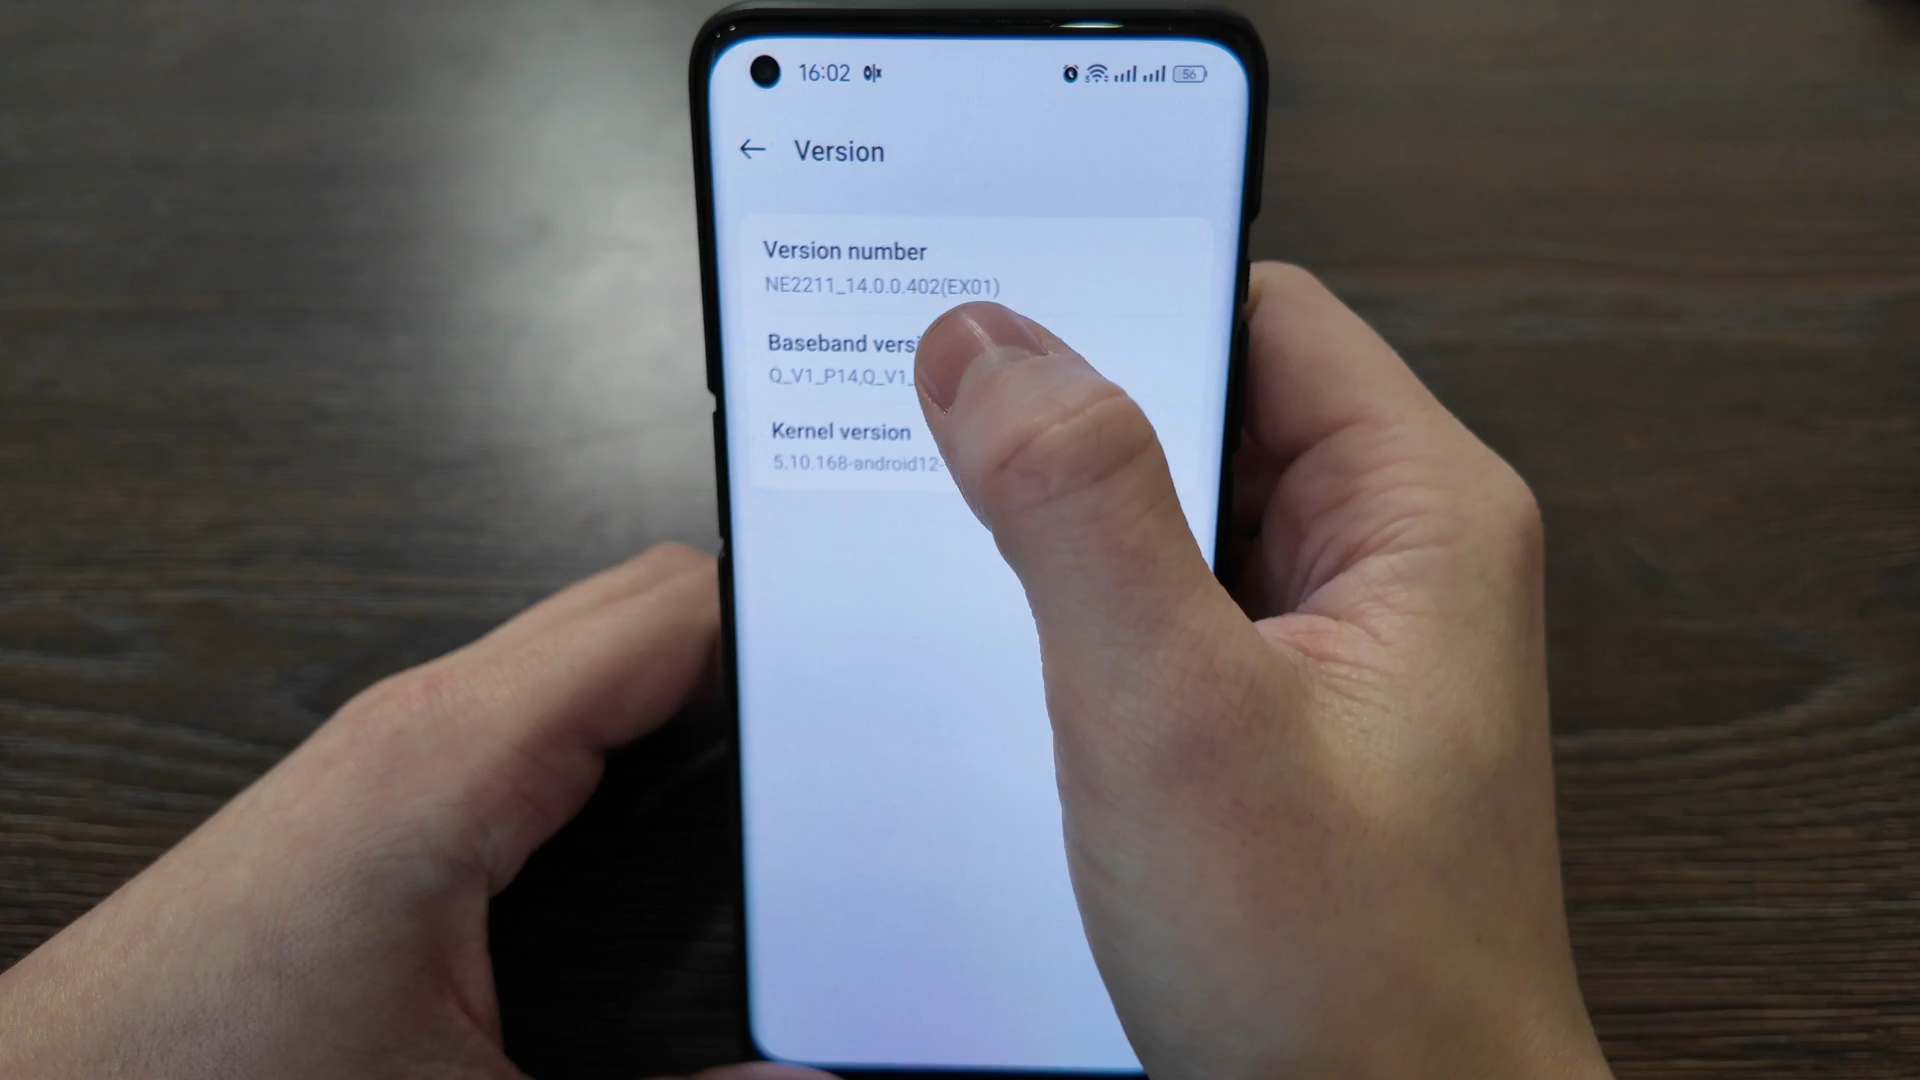 16:02
56
Version
Version number
NE2211_14.0.0.402(EX01)
Baseband versi
Q_V1_P14,Q_V1_
Kernel version
5.10.168-android12-